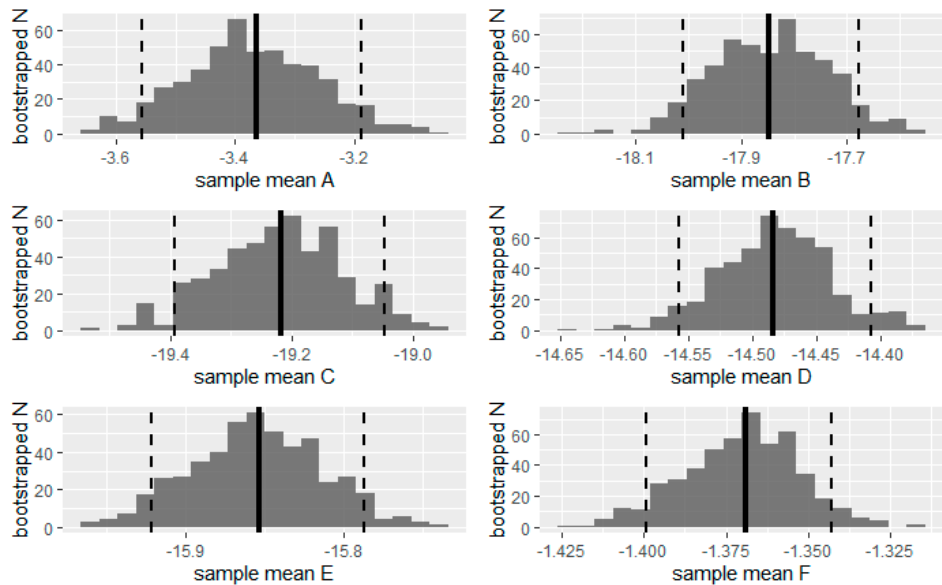 bootstrapped N
60
40
20
0
-3.6 -3.4 -3.2
sample mean A
bootstrapped N
60
40
20
0
-18.1 -17.9 -17.7
sample mean B
bootstrapped N
60
40
20
0
-19.4 -19.2 -19.0
sample mean C
bootstrapped N
60
40
20
0
-14.65 -14.60 -14.55 -14.50 -14.45 -14.40
sample mean D
bootstrapped N
60
40
20
0
-15.9 -15.8
sample mean E
bootstrapped N
60
40
20
0
-1.425 -1.400 -1.375 -1.350 -1.325
sample mean F